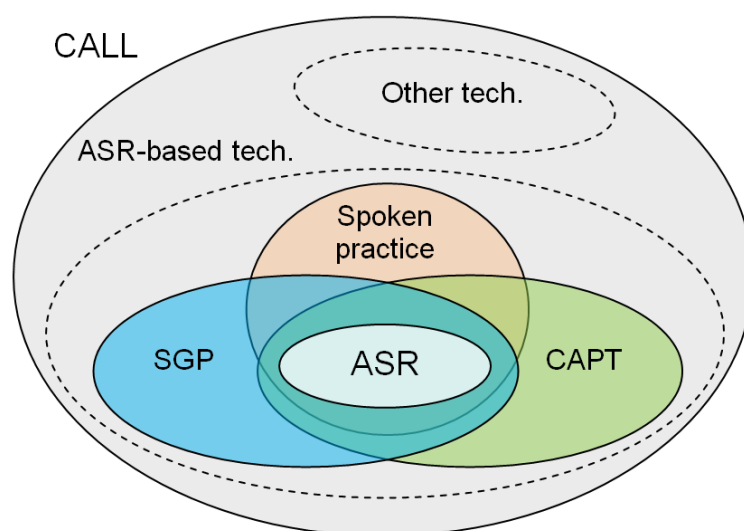 CALL
Other tech.
ASR-based tech.
Spoken
practice
SGP
ASR
CAPT